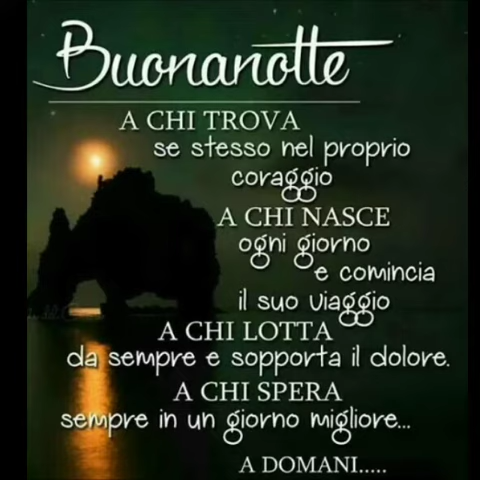 Buonanotte
A CHI TROVA
se stesso nel proprio
coraggio
A CHI NASCE
ogni giorno
e comincia
il suo viaggio
A CHI LOTTA
da sempre e sopporta il dolore.
A CHI SPERA
sempre in un giorno migliore...
A DOMANI.....